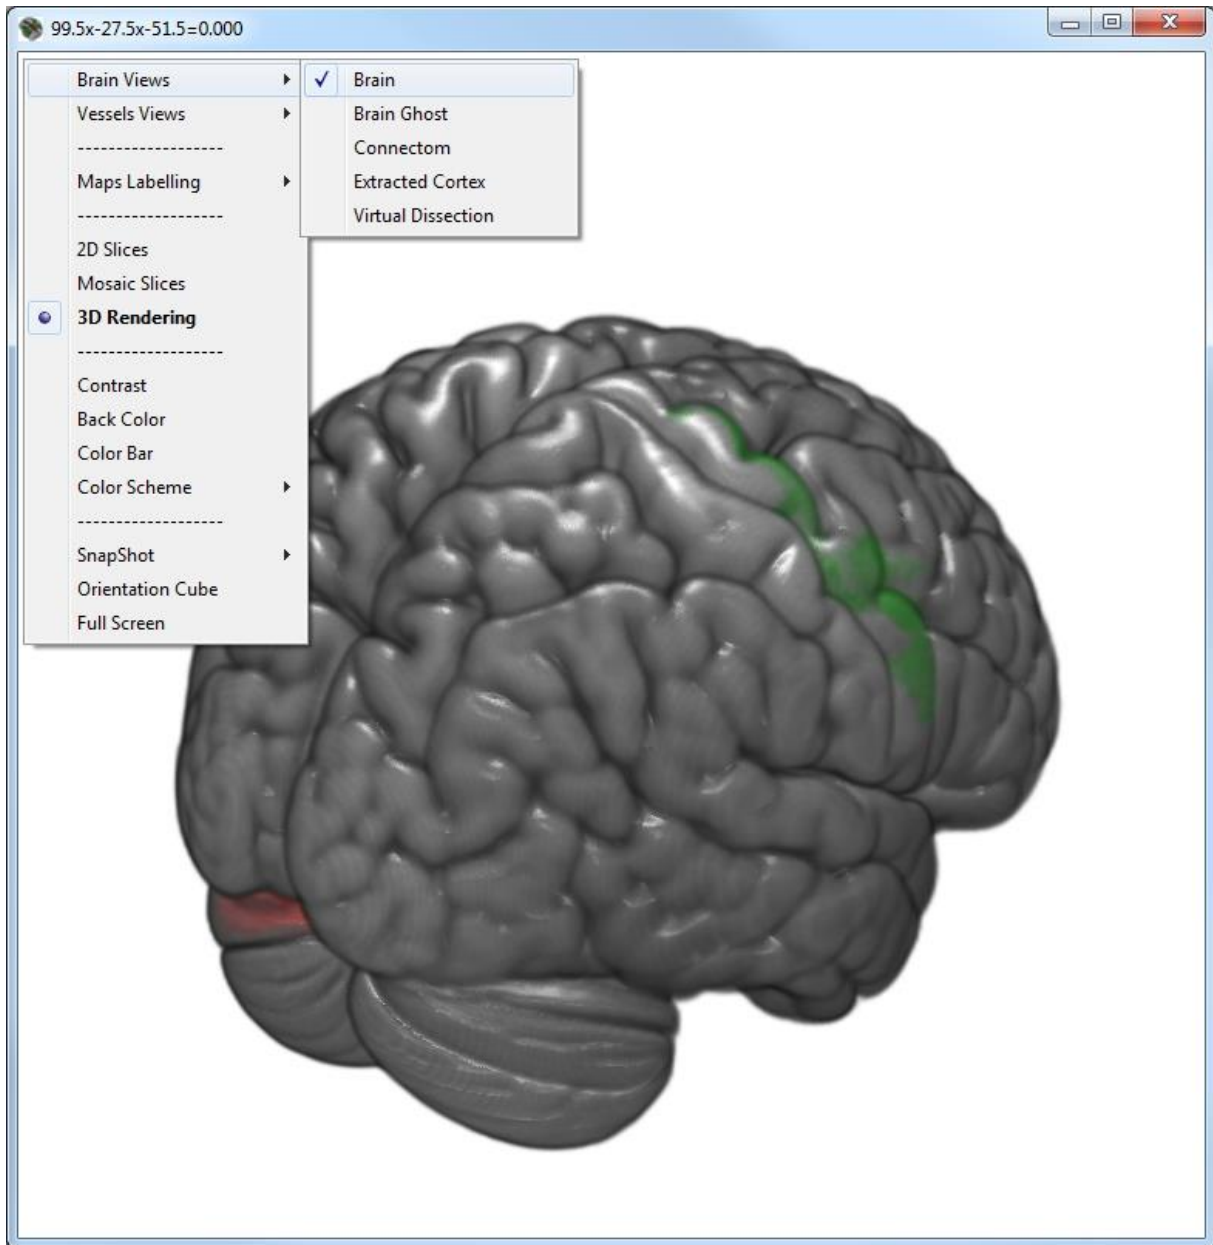 99.5x-27.5x-51.5=0.000
Brain Views
Vessels Views
-------------------
Maps Labelling
-------------------
2D Slices
Mosaic Slices
3D Rendering
-------------------
Contrast
Back Color
Color Bar
Color Scheme
-------------------
SnapShot
Orientation Cube
Full Screen
Brain
Brain Ghost
Connectom
Extracted Cortex
Virtual Dissection